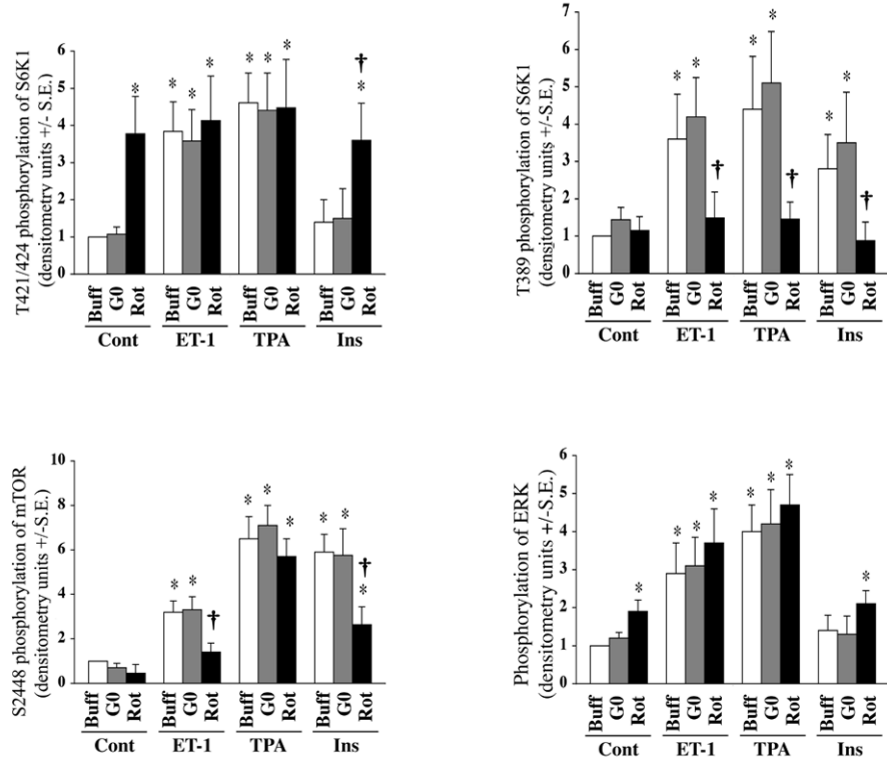 T421/424 phosphorylation of S6K1
(densitometry units +/- S.E.)
6
5
4
3
2
1
0
* * * * * * * † *
Buff G0 Rot Buff G0 Rot Buff G0 Rot Buff G0 Rot
Cont ET-1 TPA Ins
T389 phosphorylation of S6K1
(densitometry units +/- S.E.)
7
6
5
4
3
2
1
0
* * † * * † * * †
Buff G0 Rot Buff G0 Rot Buff G0 Rot Buff G0 Rot
Cont ET-1 TPA Ins
S2448 phosphorylation of mTOR
(densitometry units +/-S.E.)
10
8
6
4
2
0
* * † * * * * * † *
Buff G0 Rot Buff G0 Rot Buff G0 Rot Buff G0 Rot
Cont ET-1 TPA Ins
Phosphorylation of ERK
(densitometry units +/-S.E.)
6
5
4
3
2
1
0
* * * * * * * *
Buff G0 Rot Buff G0 Rot Buff G0 Rot Buff G0 Rot
Cont ET-1 TPA Ins